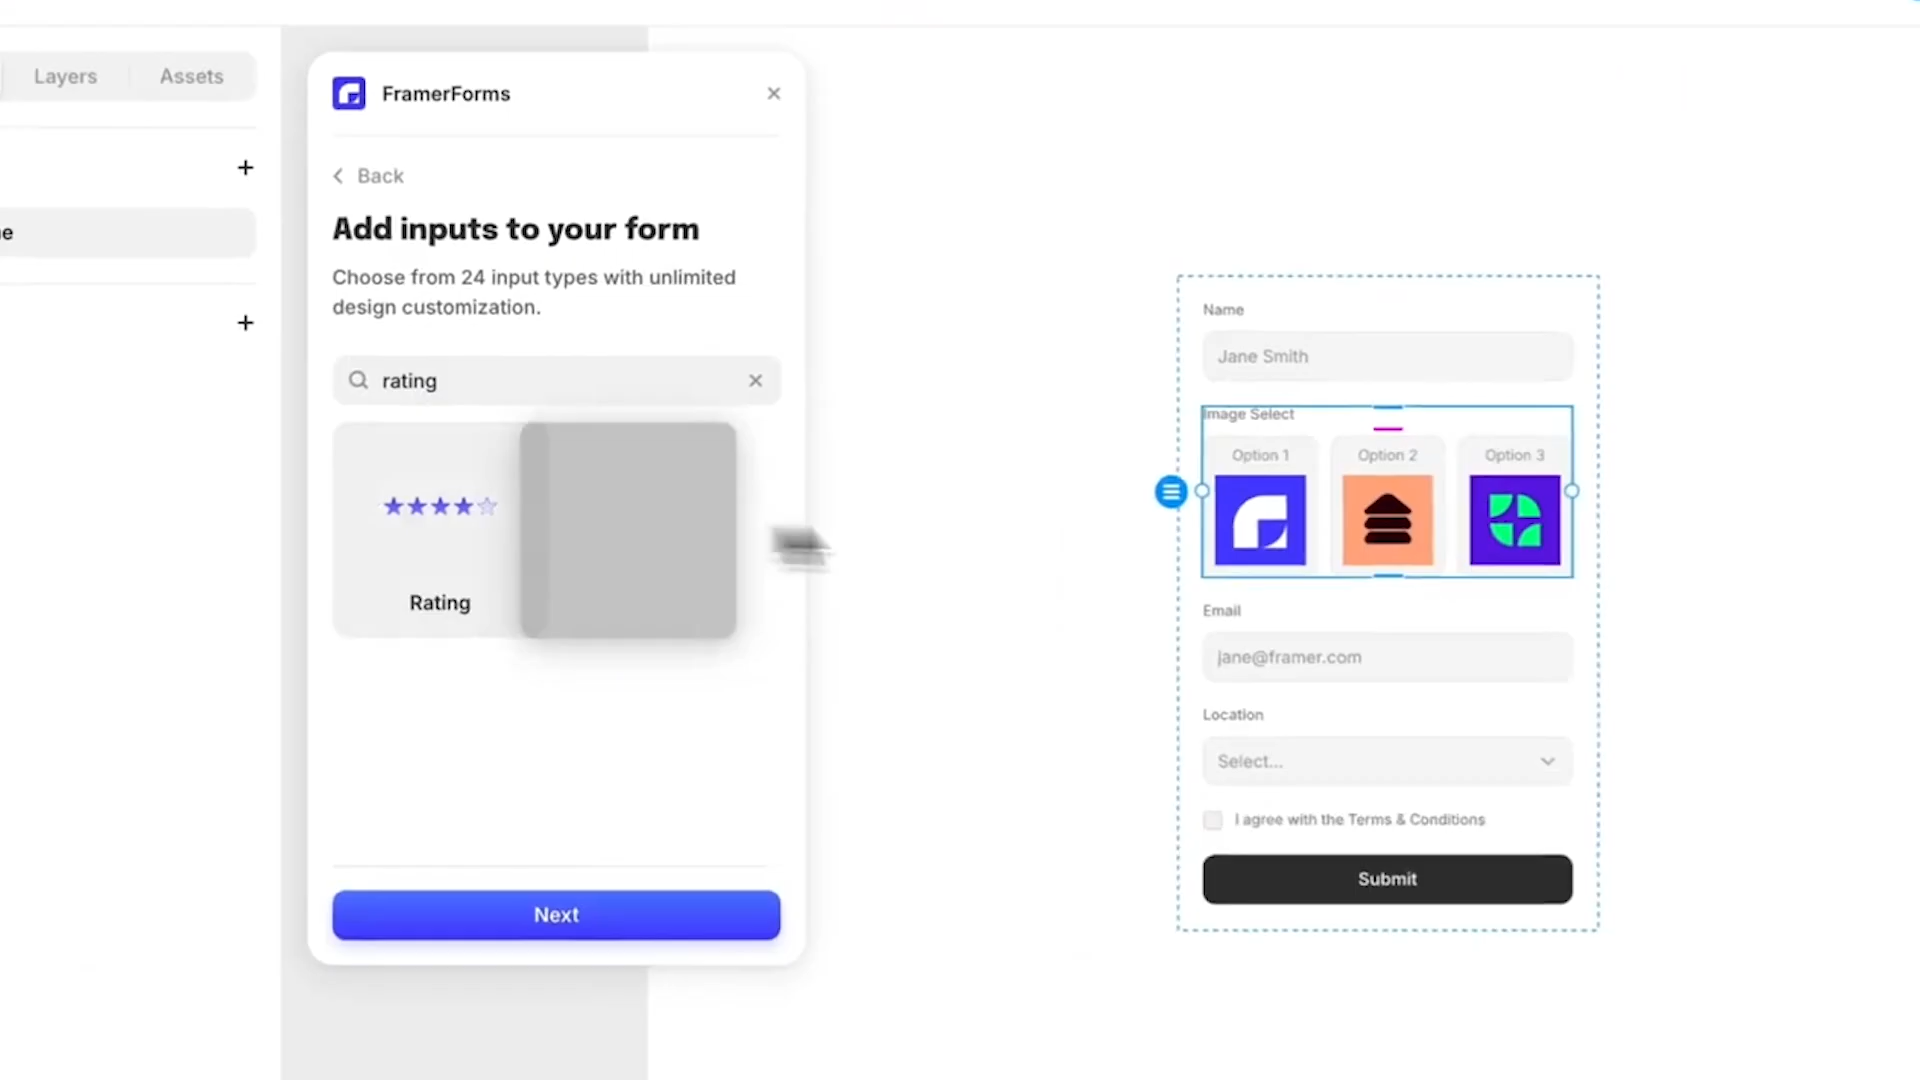 Layers
Assets
e
FramerForms
Back
Add inputs to your form
Choose from 24 input types with unlimited
design customization.
rating
Rating
Next
Name
Jane Smith
Image Select
Option 1
Option 2
Option 3
Email
jane@framer.com
Location
Select...
I agree with the Terms & Conditions
Submit